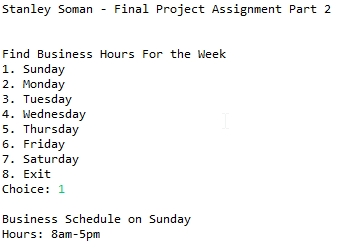 Stanley Soman - Final Project Assignment Part 2
Find Business Hours For the Week
1. Sunday
2. Monday
3. Tuesday
4. Wednesday
5. Thursday
6. Friday
7. Saturday
8. Exit
Choice: 1
Business Schedule on Sunday
Hours: 8am-5pm